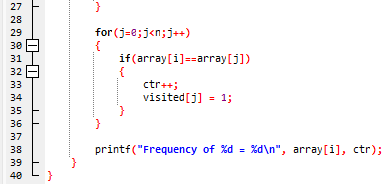 27 }
28
29 for(j=0;j<n;j++)
30 {
31 if(array[i]==array[j])
32 {
33 ctr++;
34 visited[j] = 1;
35 }
36 }
37
38 printf("Frequency of %d = %d\n", array[i], ctr);
39 }
40 }